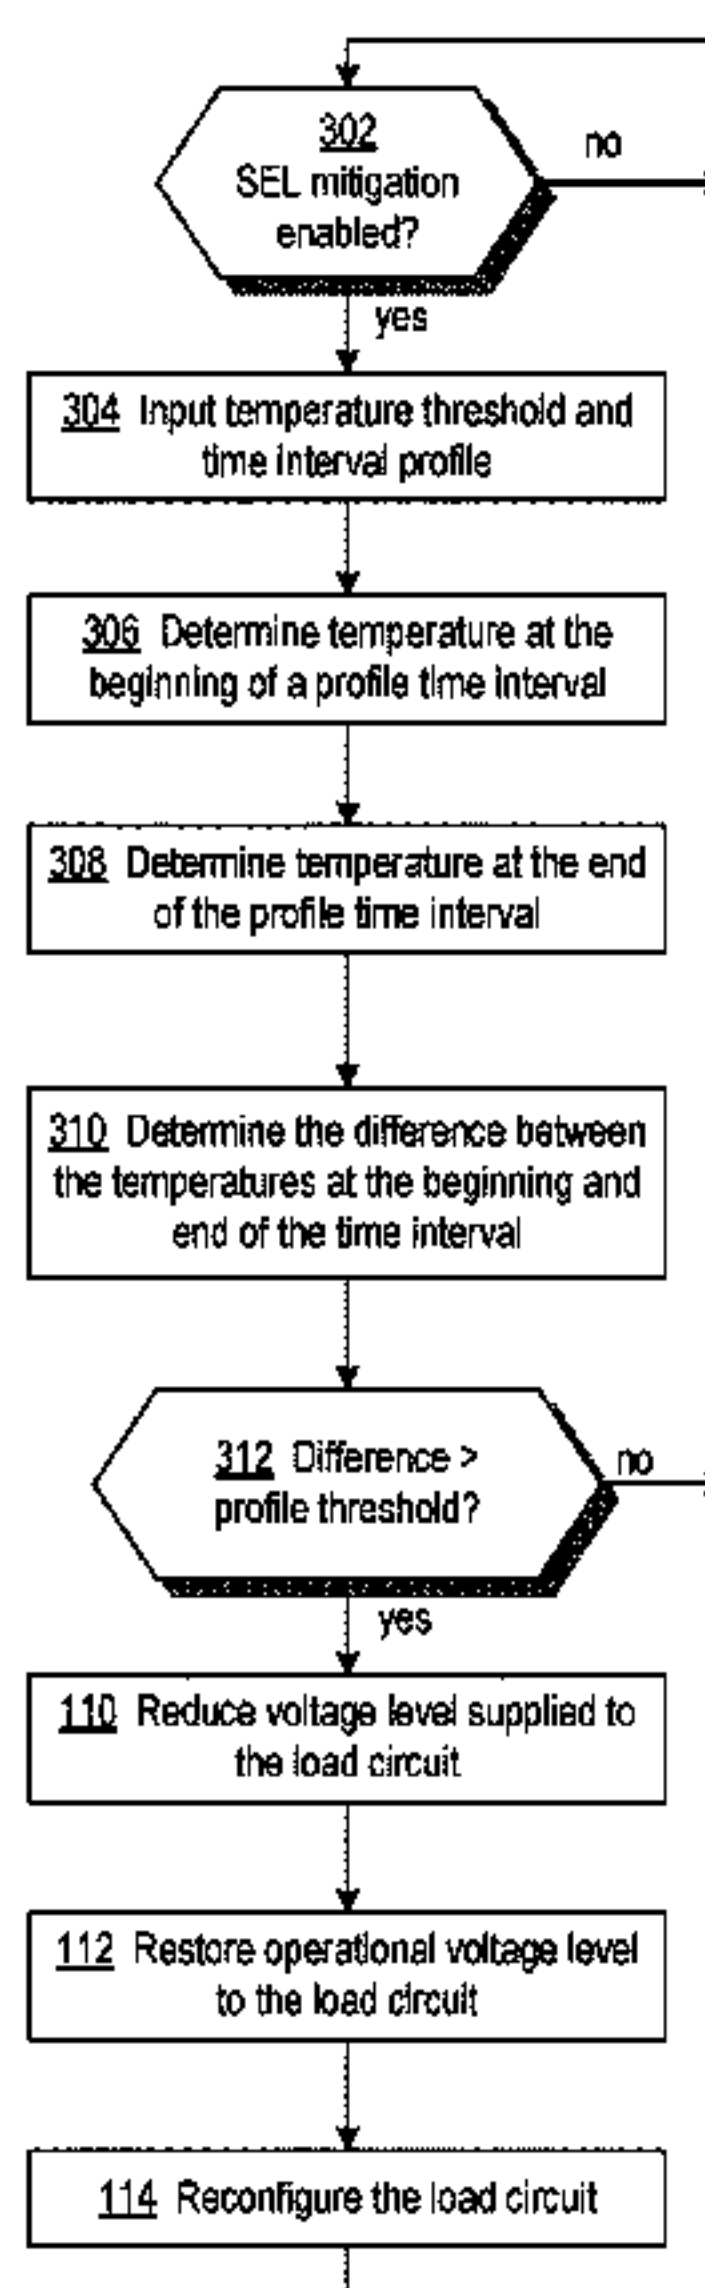 302
SEL mitigation
no
enabled?
yes
304 Input temperature threshold and
time interval profile
306 Determine temperature at the
beginning of a profile time interval
308 Determine temperature at the end
of the profile time interval
310 Determine the difference between
the temperatures at the beginning and
end of the time interval
312 Difference >
no
profile threshold?
yes
110 Reduce voltage level supplied to
the load circuit
112 Restore operational voltage level
to the load circuit
114 Reconfigure the load circuit